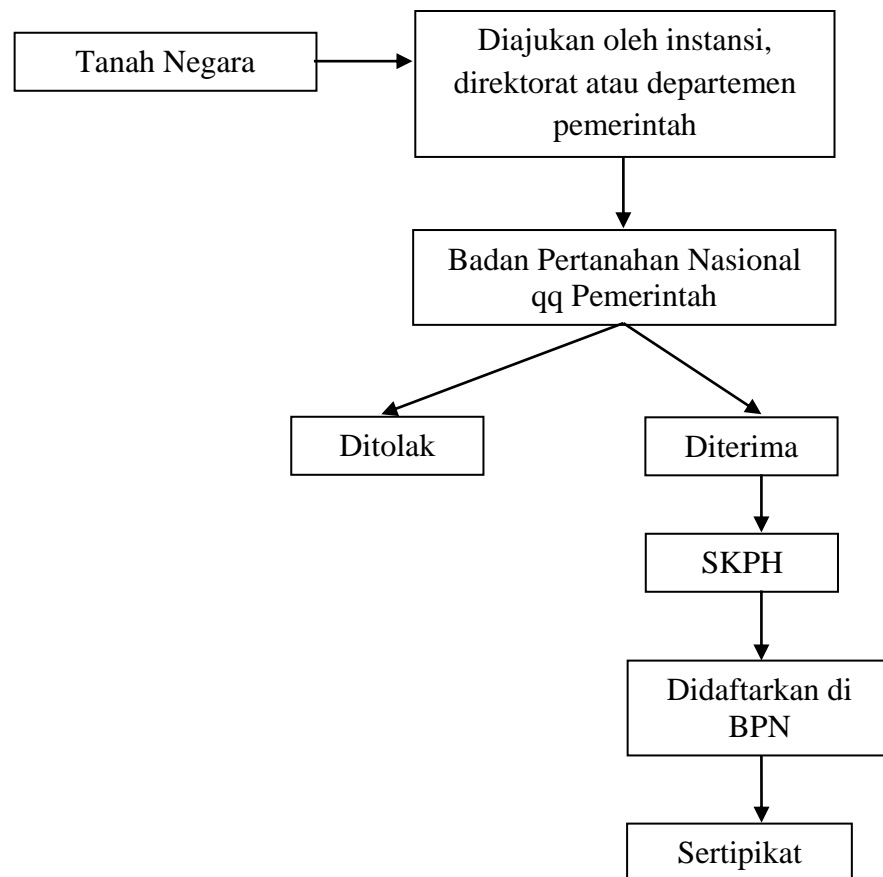 Tanah Negara
Diajukan oleh instansi,
direktorat atau departemen
pemerintah
Badan Pertanahan Nasional
qq Pemerintah
Ditolak
Diterima
SKPH
Didaftarkan di
BPN
Sertipikat